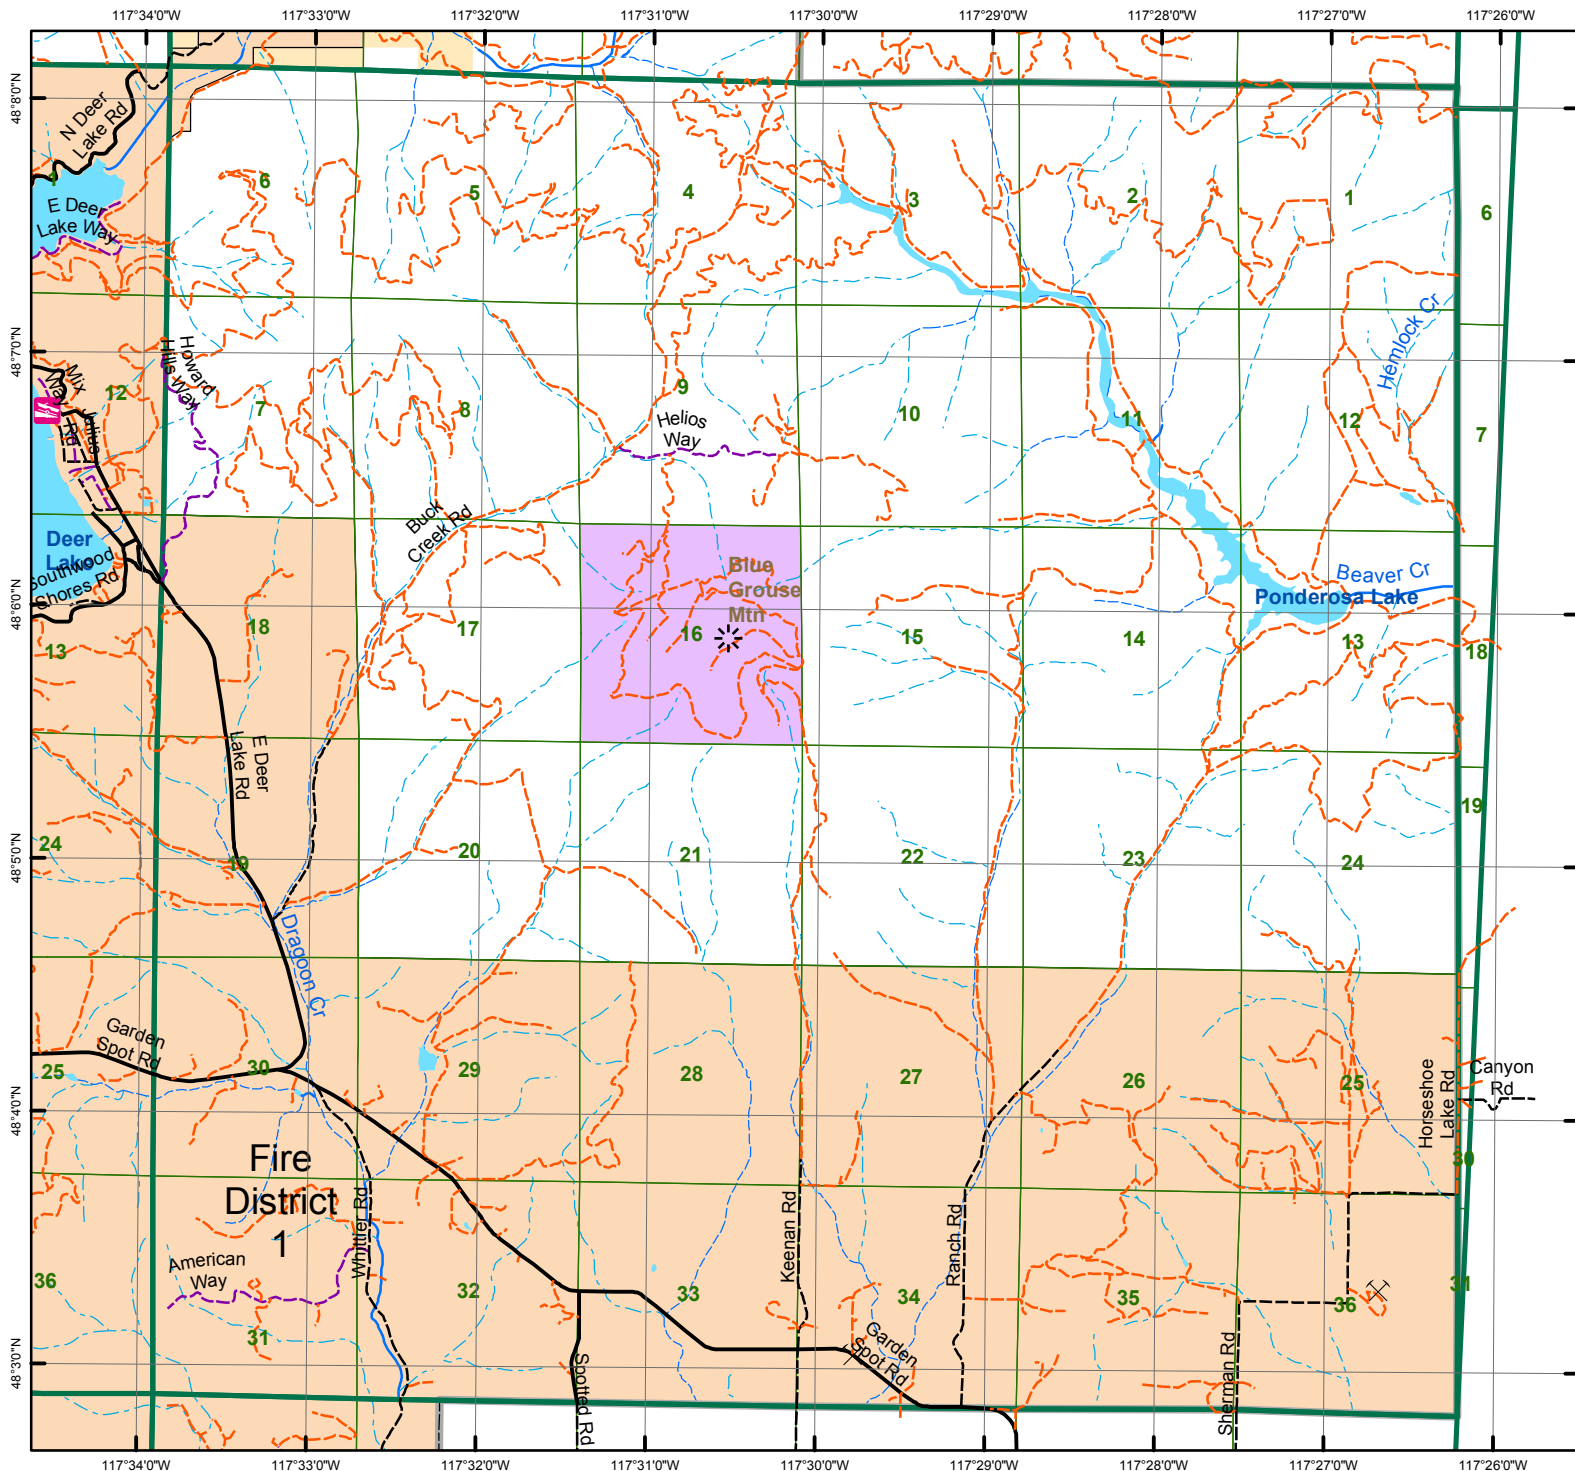 117°34'0"W
117°33'0"W
117°32'0"W
117°31'0"W
117°30'0"W
117°29'0"W
117°28'0"W
117°27'0"W
117°26'0"W
48°8'0"N
48°7'0"N
48°6'0"N
48°5'0"N
48°4'0"N
48°3'0"N
N Deer
Lake Rd
1
E Deer
Lake Way
6
5
4
3
2
1
6
Howard
Hills Way
Mix
Way
Julius
Rd
12
7
8
9
10
11
12
7
Hemlock Cr
Helios
Way
Buck
Creek Rd
Deer
Lake
Southwood
Shores Rd
Blue
Grouse
Mtn
Beaver Cr
Ponderosa Lake
13
18
17
16
15
14
13
18
E Deer
Lake Rd
24
19
20
21
22
23
24
19
Dragoon Cr
Garden
Spot Rd
25
30
29
28
27
26
25
30
Horseshoe
Lake Rd
Canyon
Rd
Fire
District
1
Whittier Rd
Keenan Rd
Ranch Rd
American
Way
36
31
32
33
34
35
36
31
Garden
Spot Rd
Spotted Rd
Sherman Rd
117°34'0"W
117°33'0"W
117°32'0"W
117°31'0"W
117°30'0"W
117°29'0"W
117°28'0"W
117°27'0"W
117°26'0"W